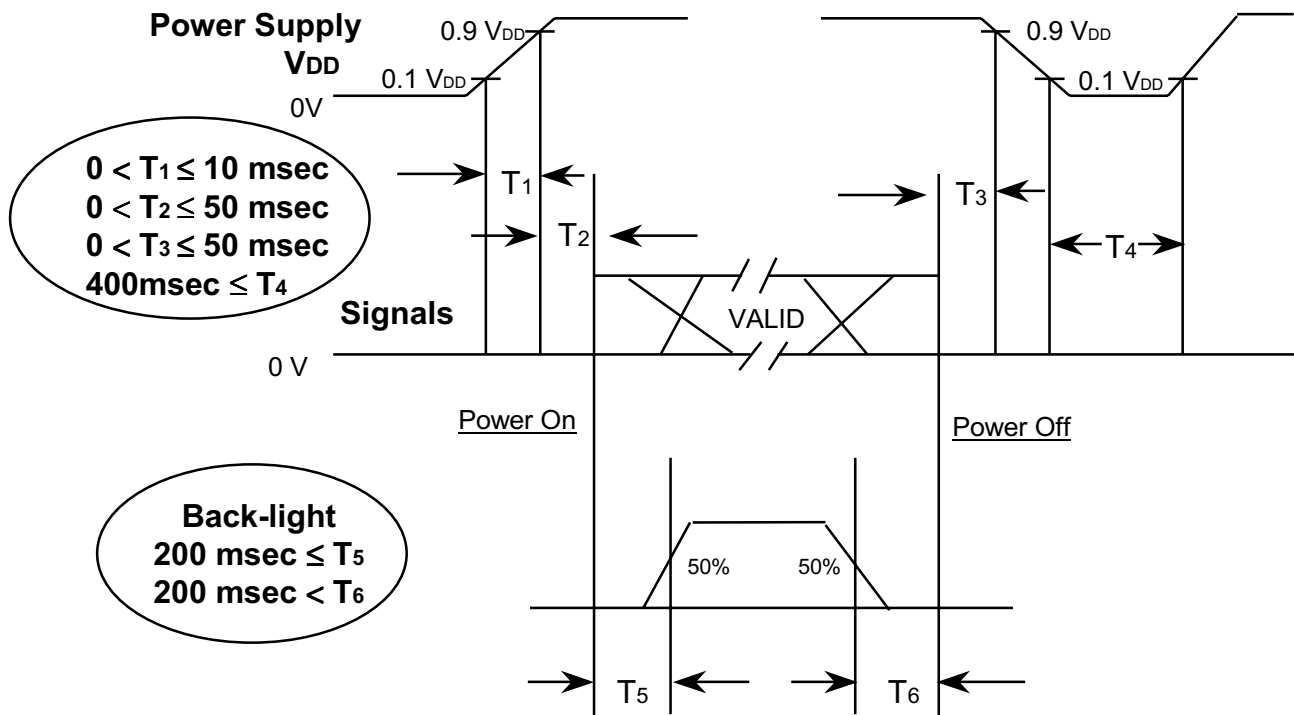 Power Supply
VDD
0.9 VDD
0.1 VDD
0V
0.9 VDD
0.1 VDD
0 < T1 ≤ 10 msec
0 < T2 ≤ 50 msec
0 < T3 ≤ 50 msec
400msec ≤ T4
T1
T2
T3
T4
Signals
VALID
0 V
Power On
Power Off
Back-light
200 msec ≤ T5
200 msec < T6
50%
50%
T5
T6